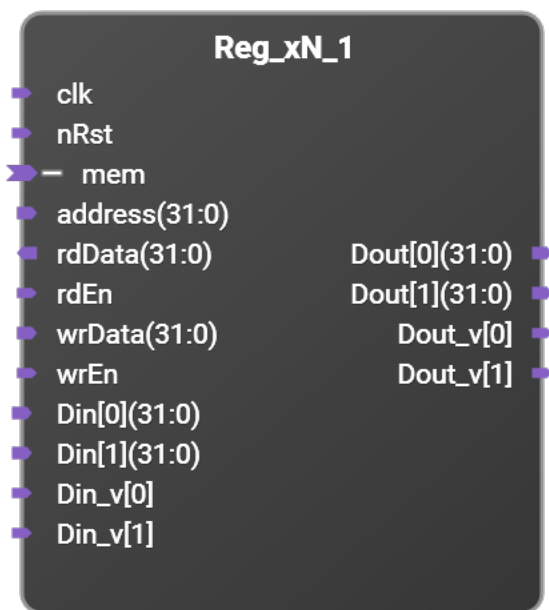 Reg_xN_1
clk
nRst
mem
address(31:0)
rdData(31:0) Dout[0](31:0)
rdEn Dout[1](31:0)
wrData(31:0) Dout_v[0]
wrEn Dout_v[1]
Din[0](31:0)
Din[1](31:0)
Din_v[0]
Din_v[1]